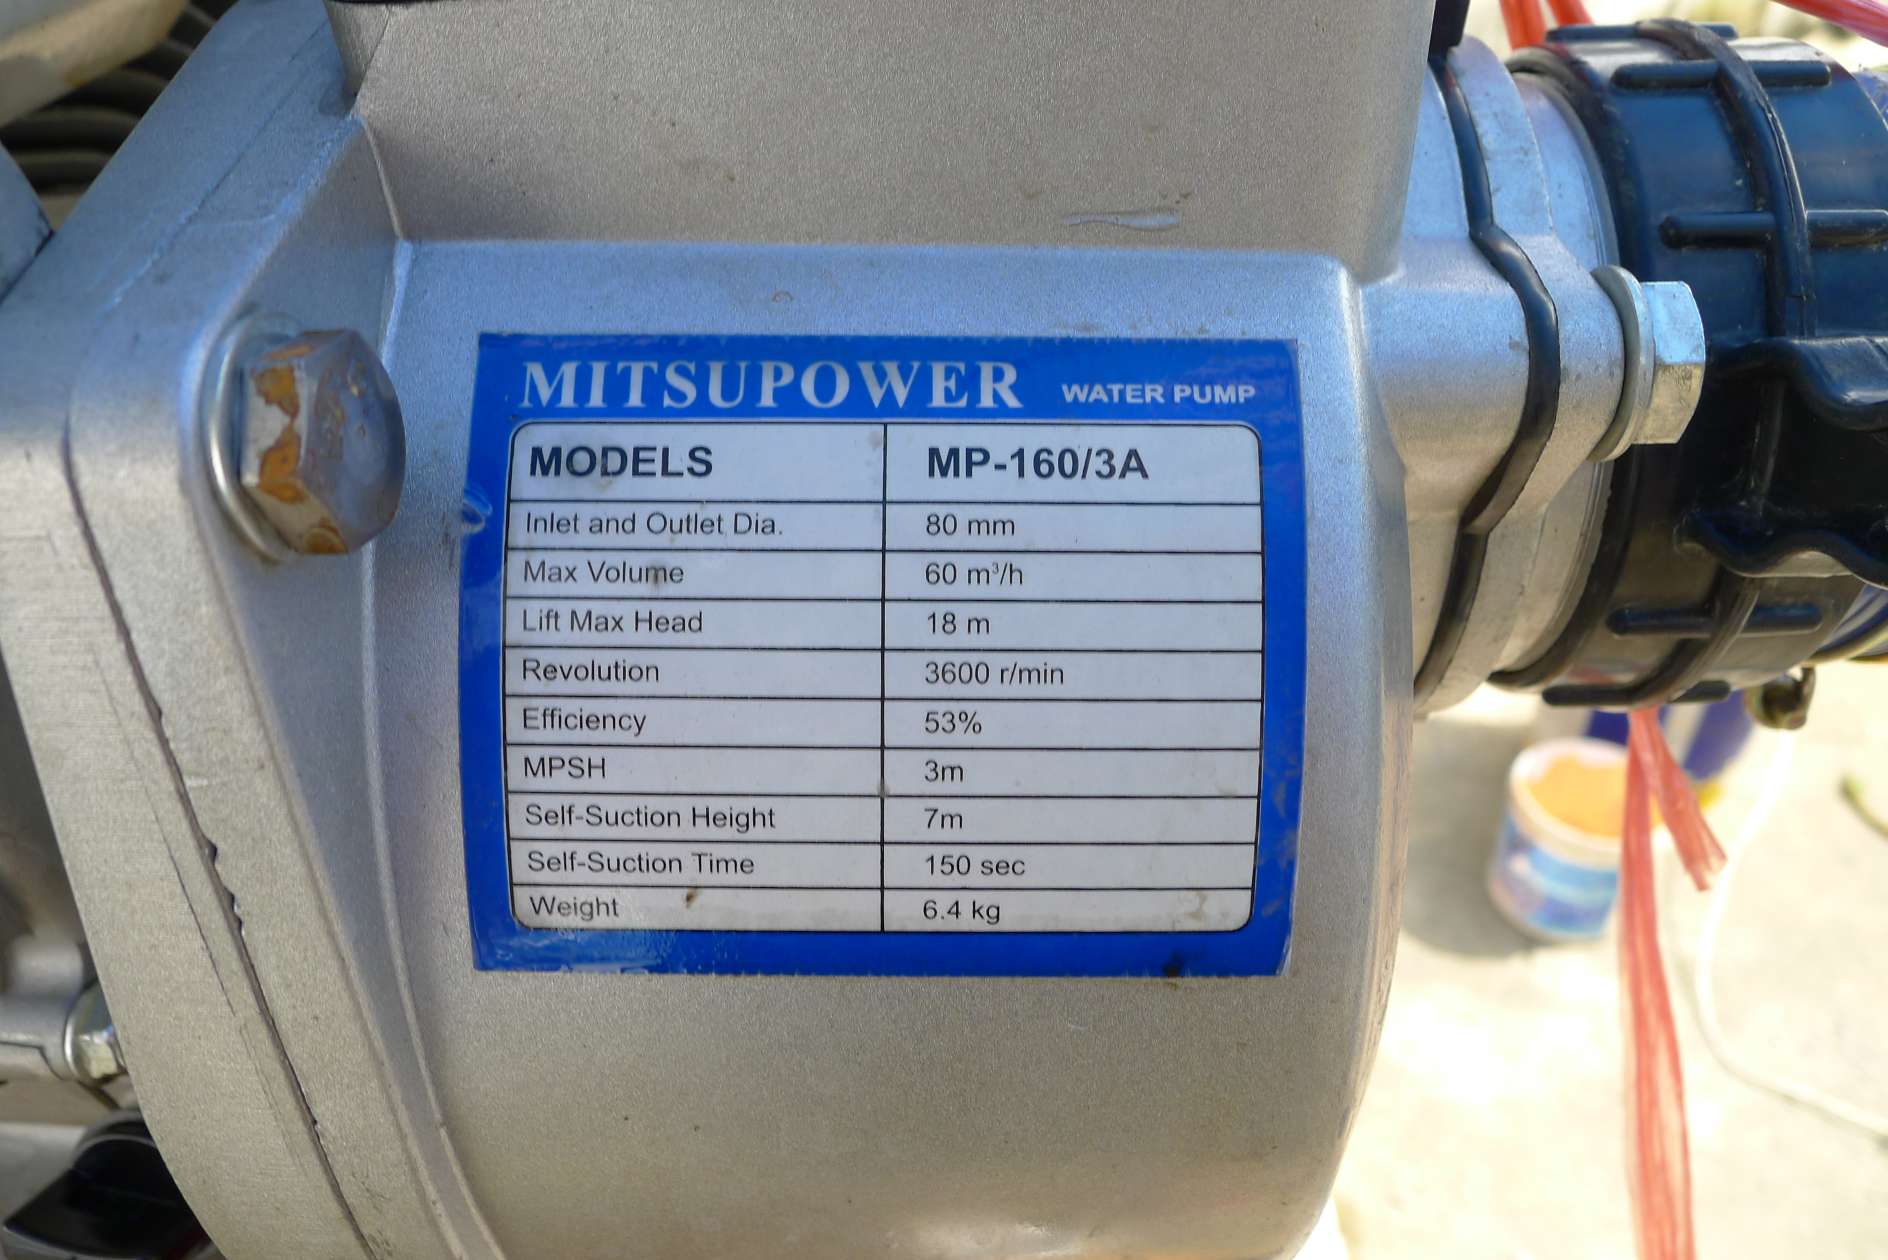 MITSUPOWER WATER PUMP
MODELS MP-160/3A
Inlet and Outlet Dia. 80 mm
Max Volume 60 m³/h
Lift Max Head 18 m
Revolution 3600 r/min
Efficiency 53%
MPSH 3m
Self-Suction Height 7m
Self-Suction Time 150 sec
Weight 6.4 kg